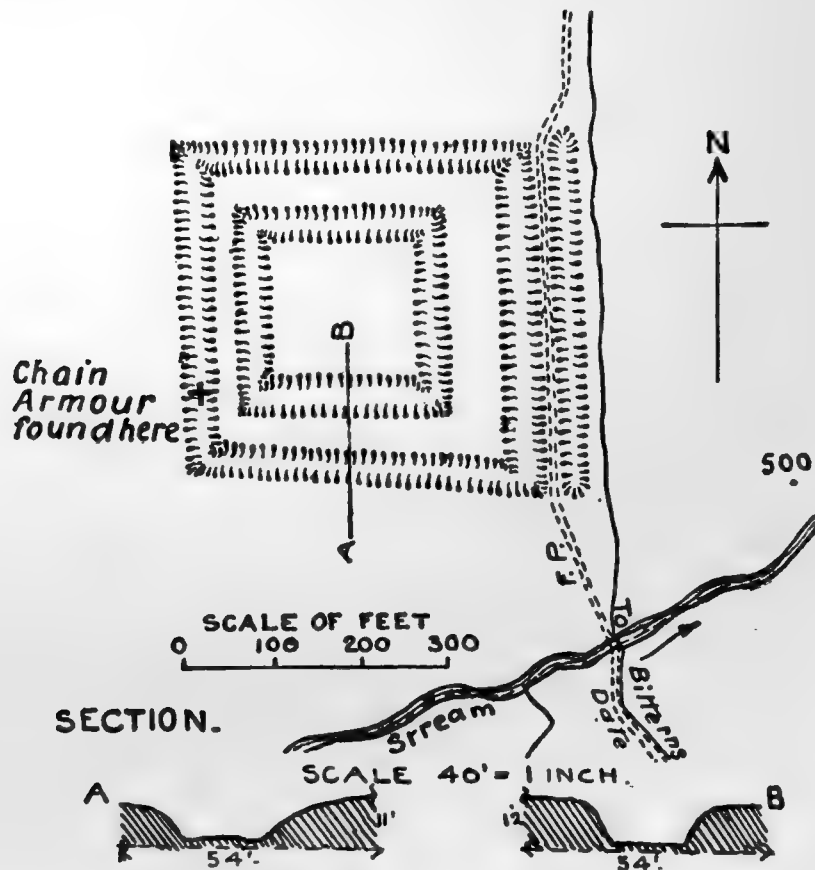 N
Chain
Armour
found here
B
A
500
F.P.
To
Bitterns
Dale
SCALE OF FEET
0 100 200 300
Strream
SECTION.
SCALE 40' = 1 INCH.
A
11'
12'
B
54'.
54'.